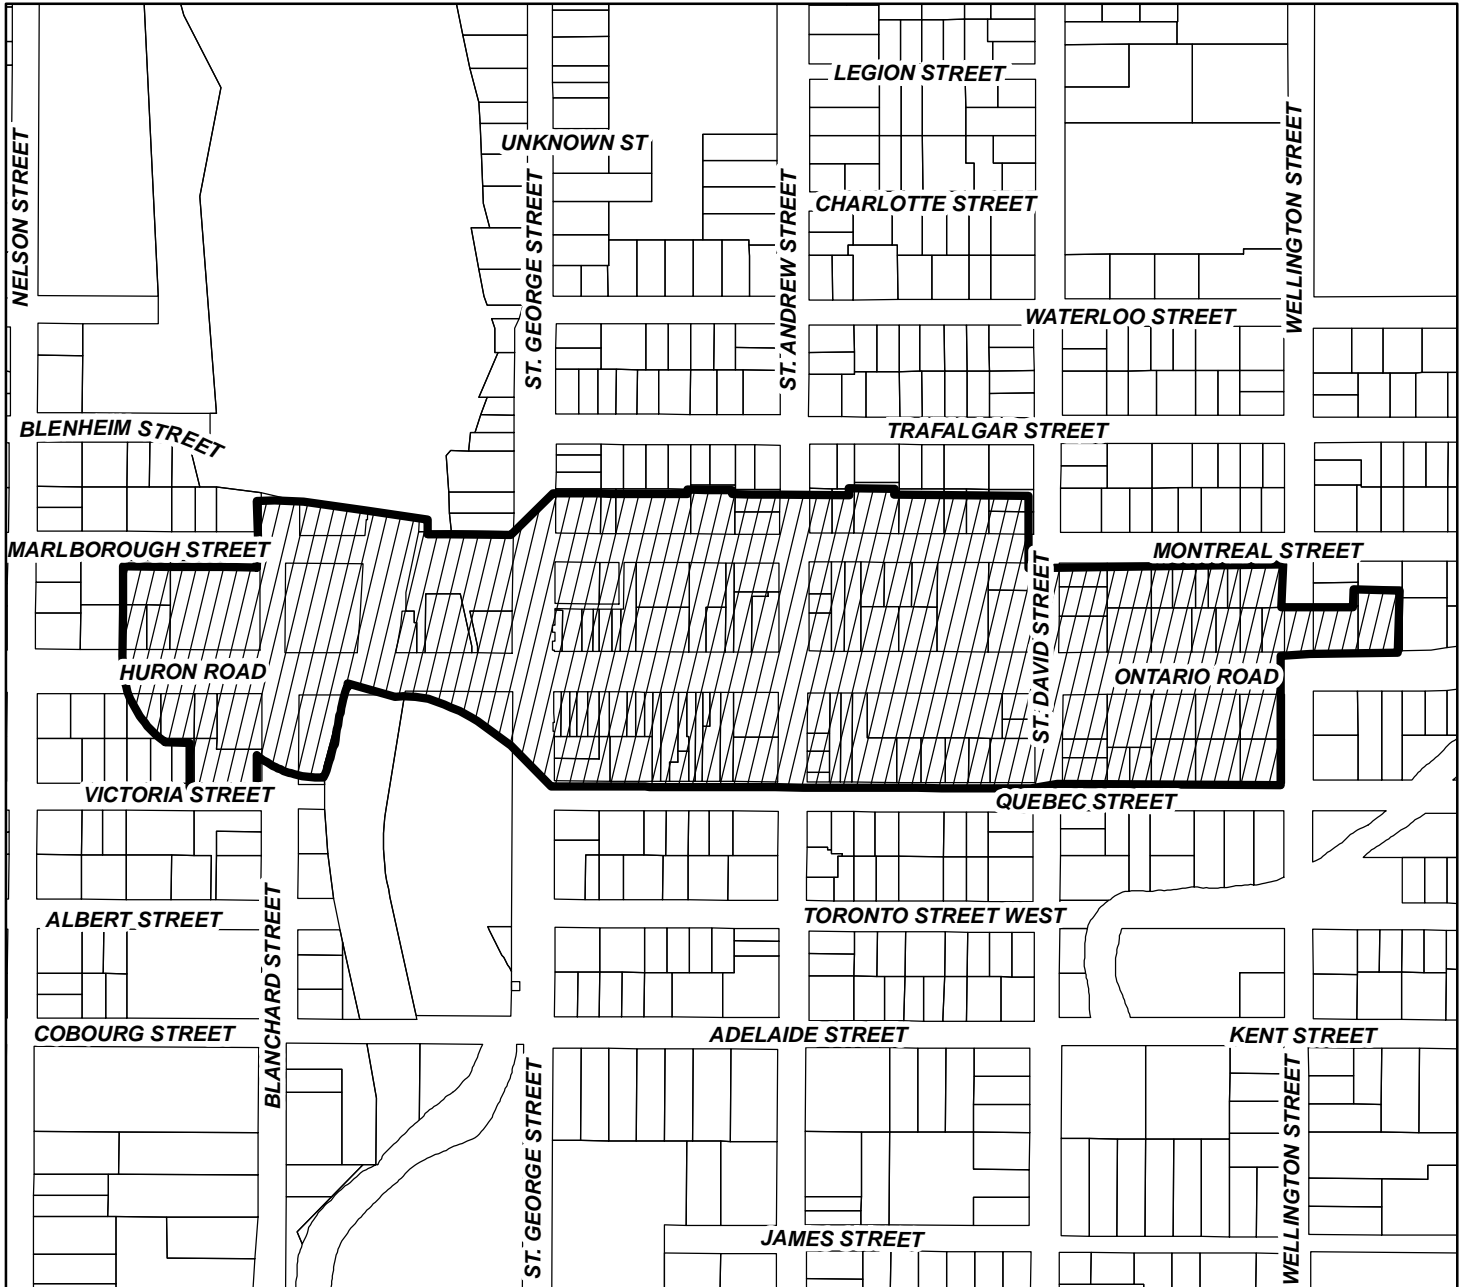 LEGION STREET
UNKNOWN ST
NELSON STREET
ST. GEORGE STREET
ST. ANDREW STREET
CHARLOTTE STREET
WELLINGTON STREET
WATERLOO STREET
BLENHEIM STREET
TRAFALGAR STREET
MARLBOROUGH STREET
MONTREAL STREET
ST. DAVID STREET
HURON ROAD
ONTARIO ROAD
VICTORIA STREET
QUEBEC STREET
ALBERT STREET
BLANCHARD STREET
TORONTO STREET WEST
COBOURG STREET
ADELAIDE STREET
KENT STREET
ST. GEORGE STREET
WELLINGTON STREET
JAMES STREET